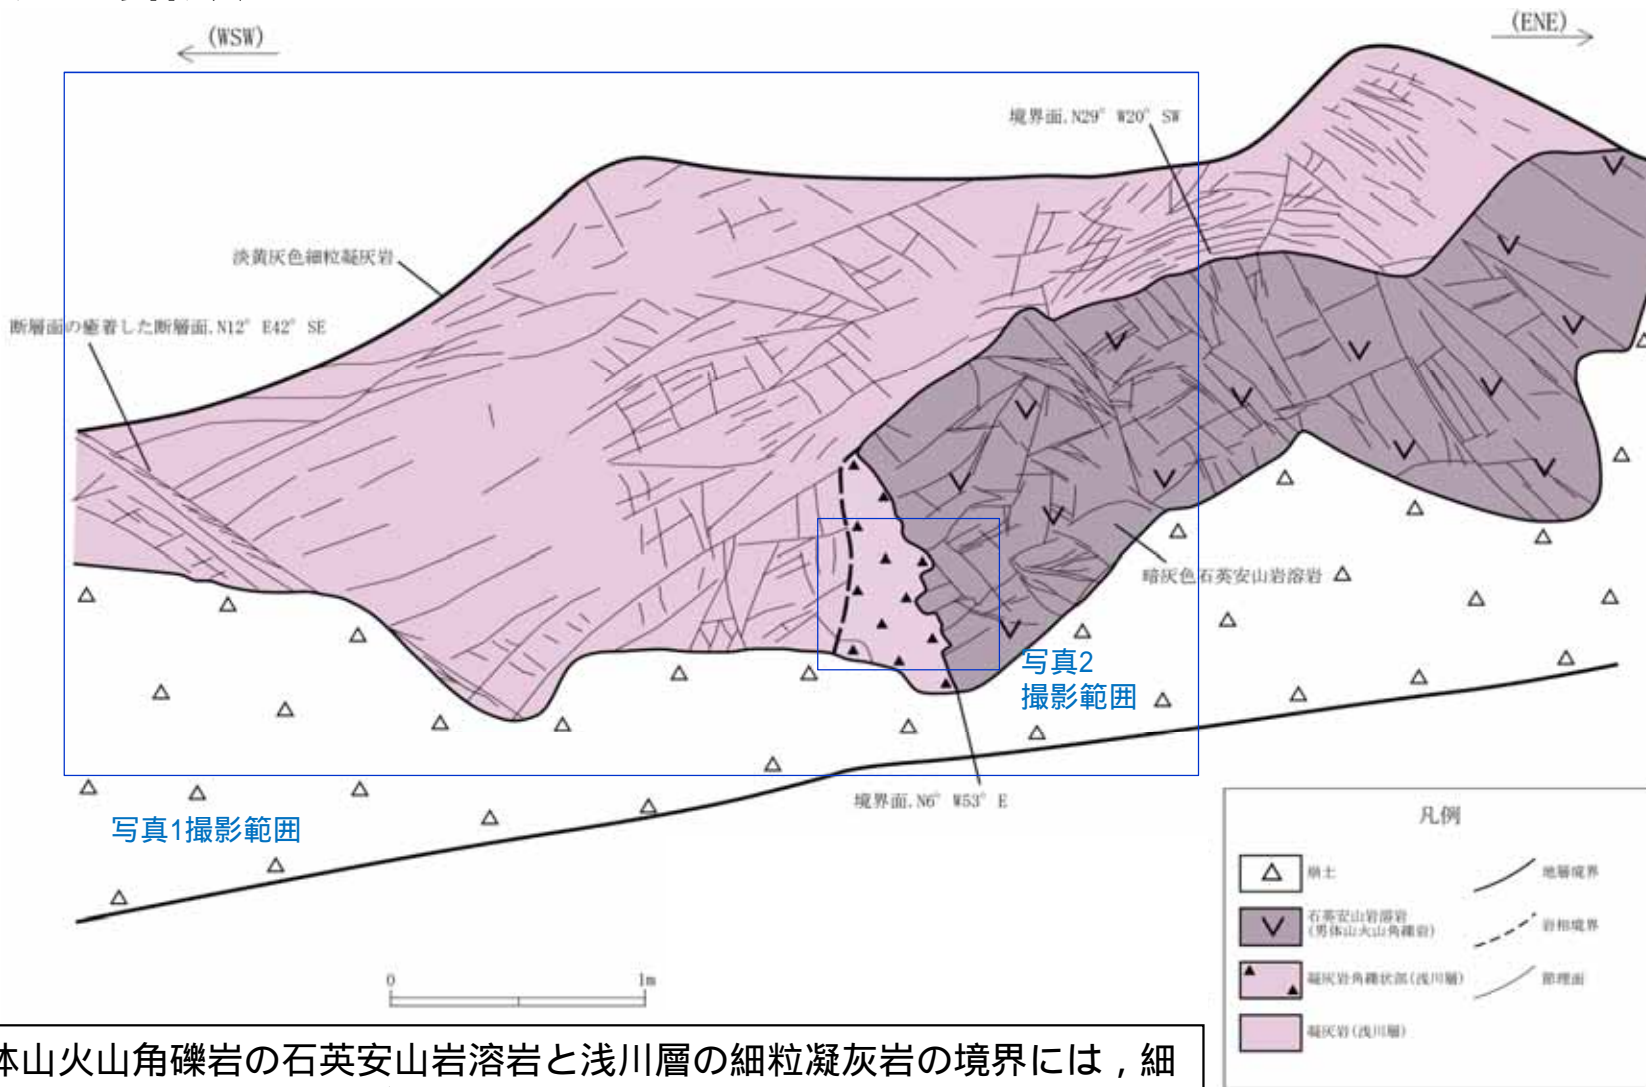 (WSW)
(ENE)
境界面,N29° W20° SW
淡黄灰色細粒凝灰岩
断層面の癒着した断層面,N12° E42° SE
暗灰色石英安山岩溶岩
写真2
撮影範囲
境界面,N6° W53° E
写真1撮影範囲
凡例
崩土
地層境界
石英安山岩溶岩
(男体山火山角礫岩)
岩相境界
凝灰岩角礫状部(浅川層)
節理面
凝灰岩(浅川層)
0
1m
体山火山角礫岩の石英安山岩溶岩と浅川層の細粒凝灰岩の境界には,細